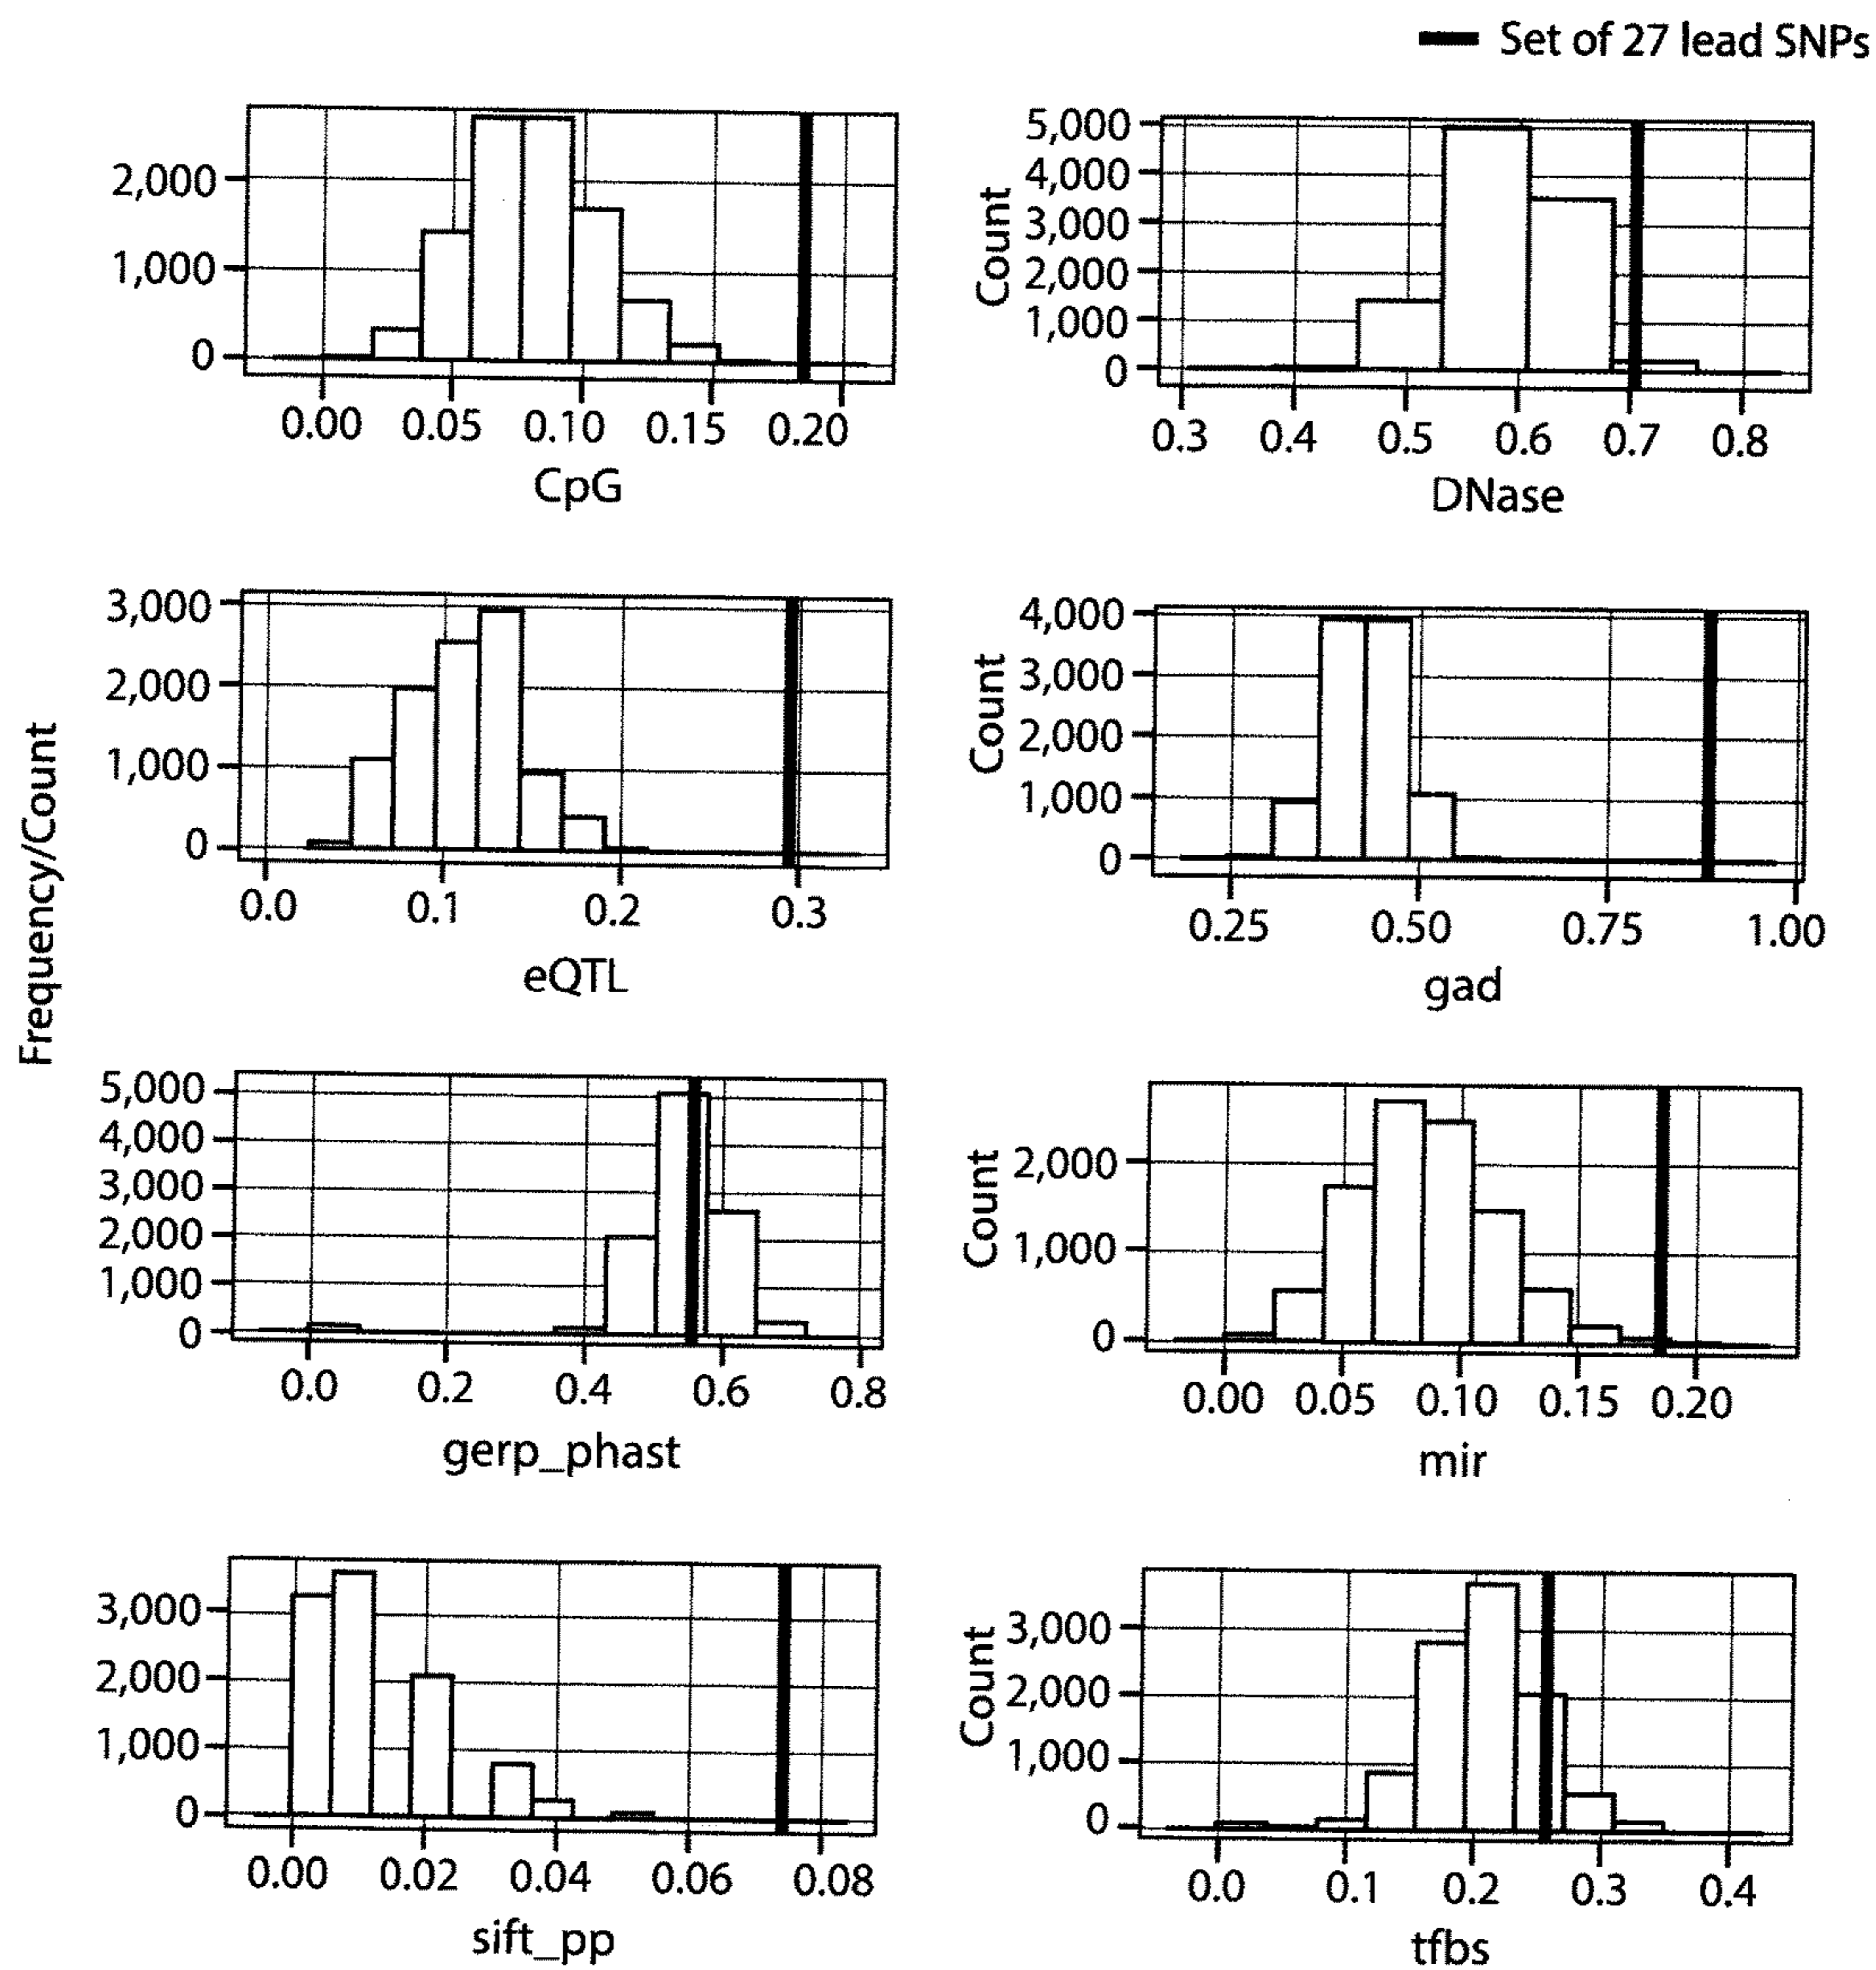 Set of 27 lead SNPs
Frequency/Count
2,000
1,000
0
0.00 0.05 0.10 0.15 0.20
CpG
Count
5,000
4,000
3,000
2,000
1,000
0
0.3 0.4 0.5 0.6 0.7 0.8
DNase
3,000
2,000
1,000
0
0.0 0.1 0.2 0.3
eQTL
Count
4,000
3,000
2,000
1,000
0
0.25 0.50 0.75 1.00
gad
5,000
4,000
3,000
2,000
1,000
0
0.0 0.2 0.4 0.6 0.8
gerp_phast
Count
2,000
1,000
0
0.00 0.05 0.10 0.15 0.20
mir
3,000
2,000
1,000
0
0.00 0.02 0.04 0.06 0.08
sift_pp
Count
3,000
2,000
1,000
0
0.0 0.1 0.2 0.3 0.4
tfbs